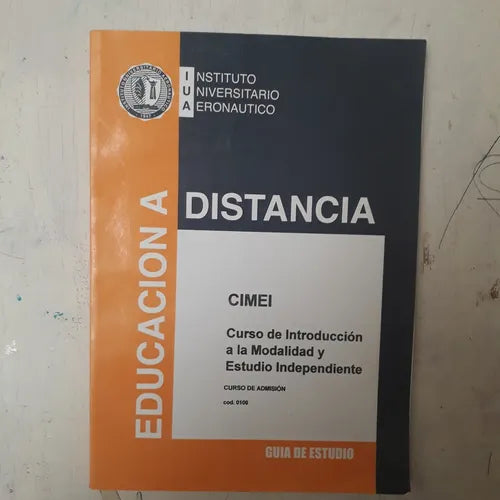 INSTITUTO
UNIVERSITARIO
AERONAUTICO
EDUCACION A
DISTANCIA
CIMEI
Curso de Introducción
a la Modalidad y
Estudio Independiente
CURSO DE ADMISIÓN
cod. 0106
GUIA DE ESTUDIO